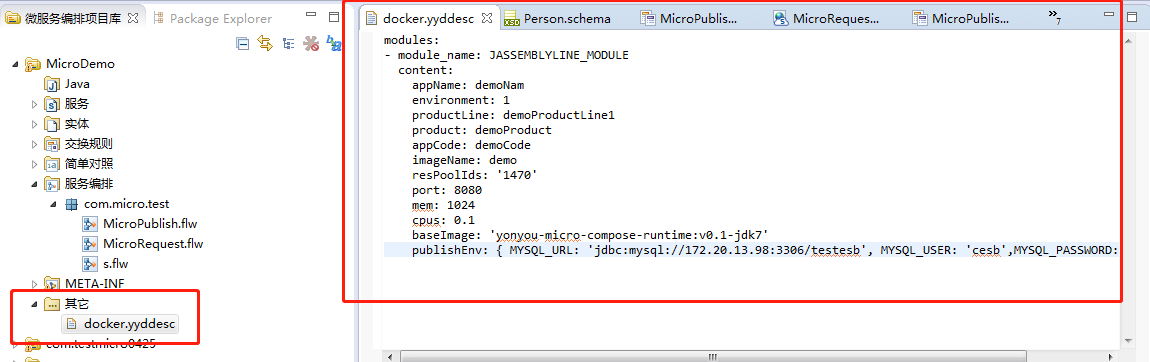 微服务编排项目库
Package Explorer
MicroDemo
Java
服务
实体
交换规则
简单对照
服务编排
com.micro.test
MicroPublish.flw
MicroRequest.flw
s.flw
META-INF
其它
docker.yyddesc
com.testmicro0425
docker.yyddesc
Person.schema
MicroPublis...
MicroReques...
MicroPublis...
»7
modules:
- module_name: JASSEMBLYLINE_MODULE
content:
appName: demoNam
environment: 1
productLine: demoProductLine1
product: demoProduct
appCode: demoCode
imageName: demo
resPoolIds: '1470'
port: 8080
mem: 1024
cpus: 0.1
baseImage: 'yonyou-micro-compose-runtime:v0.1-jdk7'
publishEnv: { MYSQL_URL: 'jdbc:mysql://172.20.13.98:3306/testesb', MYSQL_USER: 'cesb',MYSQL_PASSWORD: